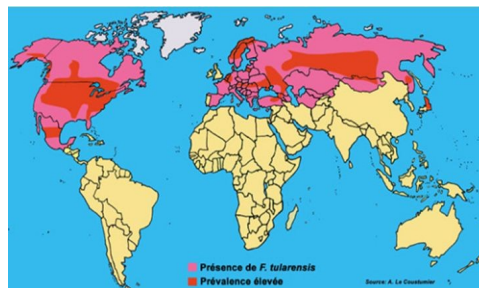 Présence de F. tularensis
Prévalence élevée
Source: A. Le Coustumier